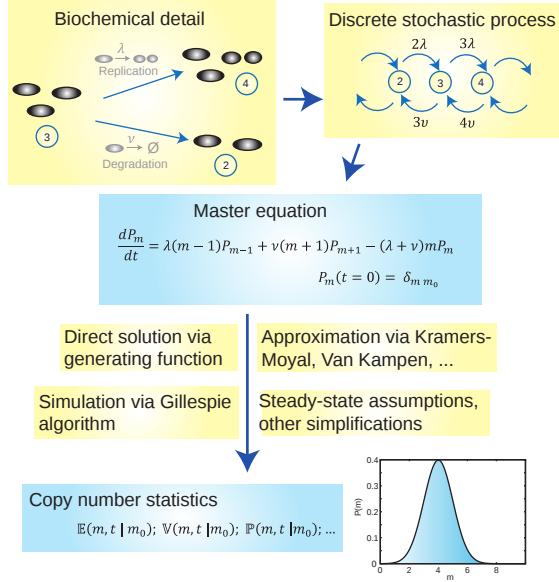 Biochemical detail
λ
Replication
4
3
ν
∅
Degradation
2
Discrete stochastic process
2λ 3λ
2 3 4
3υ 4υ
Master equation
dP_m/dt = λ(m − 1)P_{m−1} + ν(m + 1)P_{m+1} − (λ + ν)mP_m
P_m(t = 0) = δ_{m m_0}
Direct solution via
generating function
Approximation via Kramers-
Moyal, Van Kampen, ...
Simulation via Gillespie
algorithm
Steady-state assumptions,
other simplifications
Copy number statistics
𝔼(m, t | m_0); 𝕍(m, t |m_0); ℙ(m, t |m_0); ...
0.4
0.3
0.2
0.1
0
P(m)
0 2 4 6 8
m